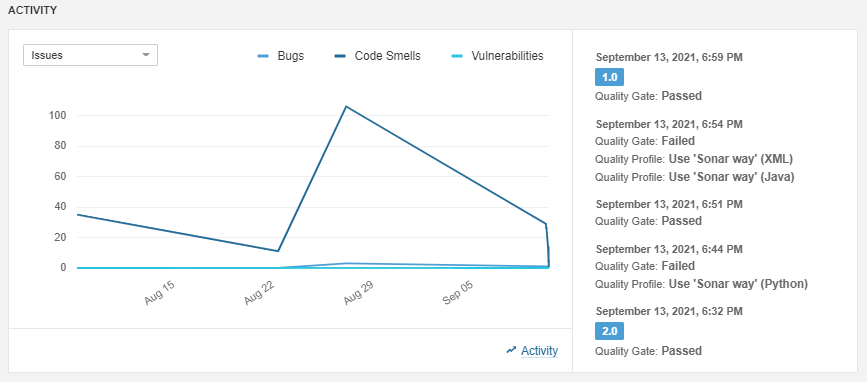 ACTIVITY
Issues
Bugs
Code Smells
Vulnerabilities
100
80
60
40
20
0
Aug 15
Aug 22
Aug 29
Sep 05
Activity
September 13, 2021, 6:59 PM
1.0
Quality Gate: Passed
September 13, 2021, 6:54 PM
Quality Gate: Failed
Quality Profile: Use 'Sonar way' (XML)
Quality Profile: Use 'Sonar way' (Java)
September 13, 2021, 6:51 PM
Quality Gate: Passed
September 13, 2021, 6:44 PM
Quality Gate: Failed
Quality Profile: Use 'Sonar way' (Python)
September 13, 2021, 6:32 PM
2.0
Quality Gate: Passed